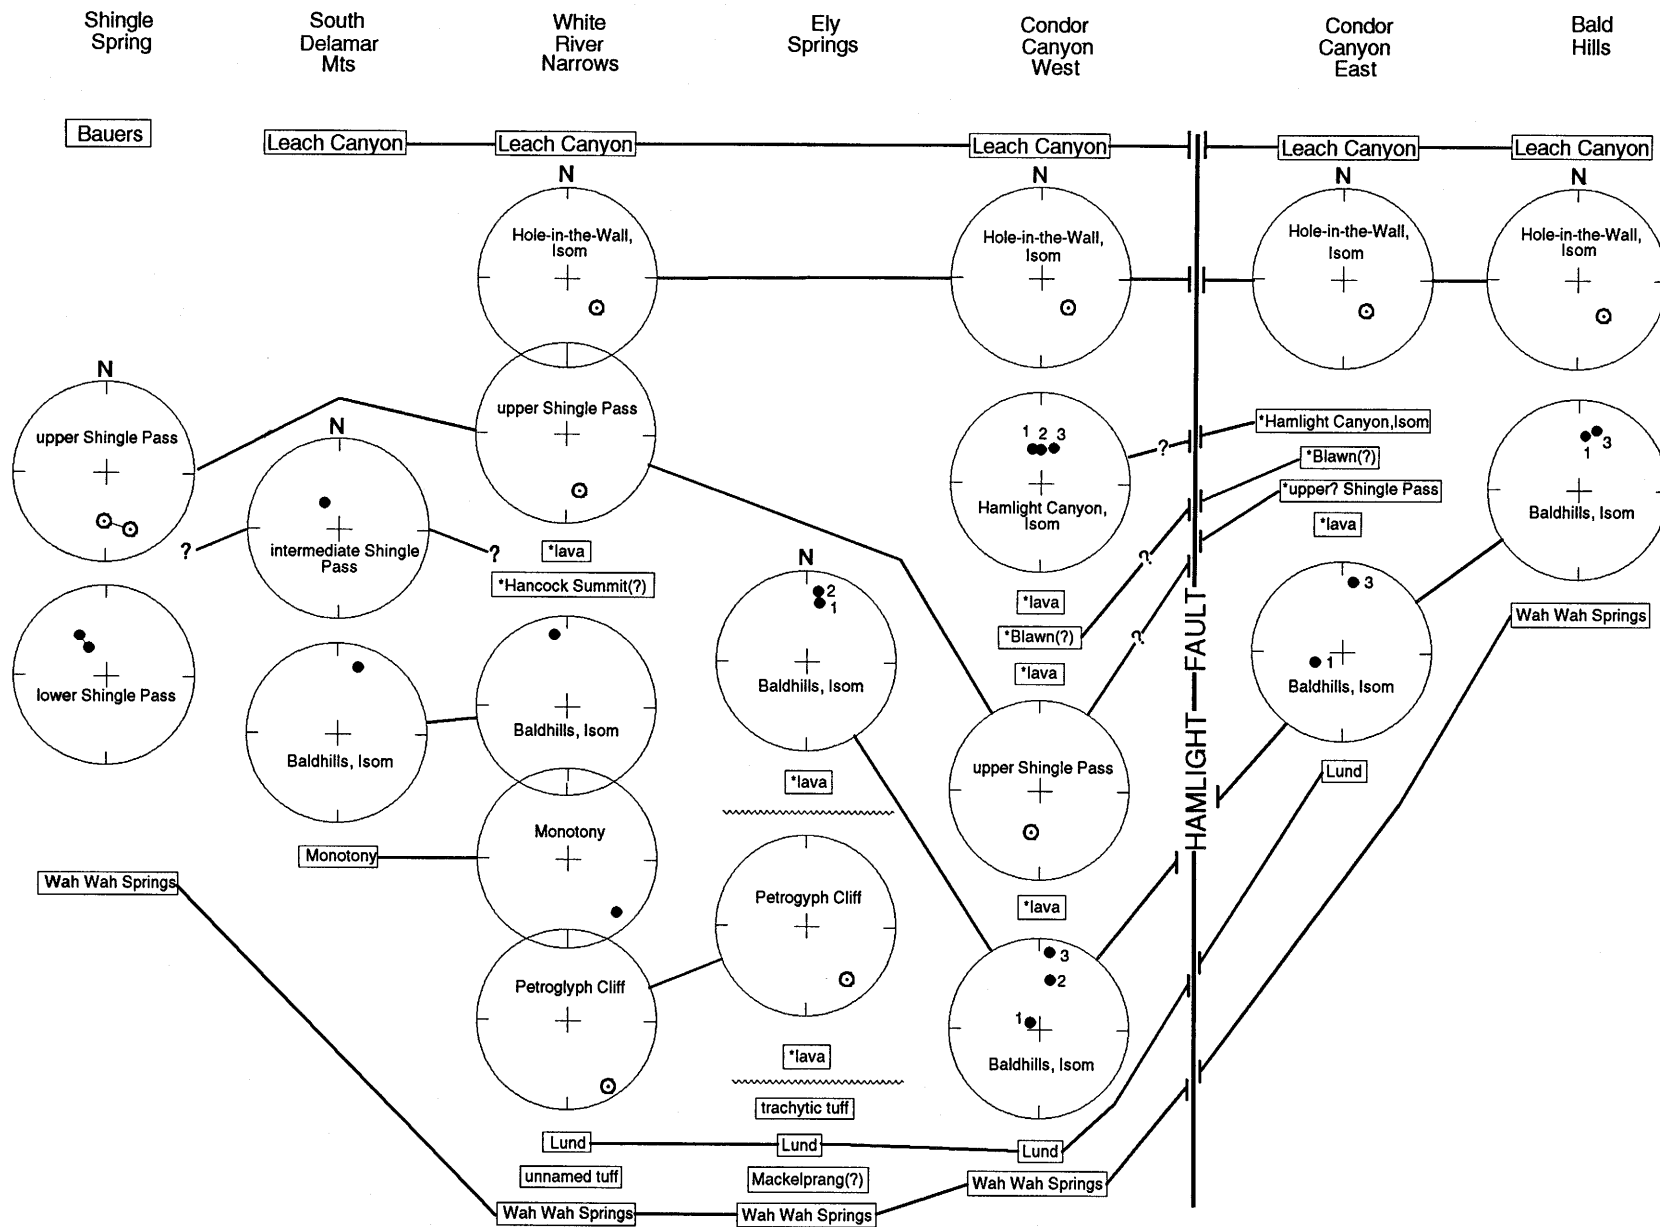 Shingle
Spring
South
Delamar
Mts
White
River
Narrows
Ely
Springs
Condor
Canyon
West
Condor
Canyon
East
Bald
Hills
Bauers
N
upper Shingle Pass
lower Shingle Pass
Wah Wah Springs
Leach Canyon
N
?
intermediate Shingle
Pass
?
Baldhills, Isom
Monotony
Leach Canyon
N
Hole-in-the-Wall,
Isom
upper Shingle Pass
*lava
*Hancock Summit(?)
Baldhills, Isom
Monotony
Petroglyph Cliff
Lund
unnamed tuff
Wah Wah Springs
N
2
1
Baldhills, Isom
*lava
Petrogyph Cliff
*lava
trachytic tuff
Lund
Mackelprang(?)
Wah Wah Springs
Leach Canyon
N
Hole-in-the-Wall,
Isom
1 2 3
Hamlight Canyon,
Isom
?
*lava
*Blawn(?)
?
*lava
?
upper Shingle Pass
*lava
3
2
1
Baldhills, Isom
Lund
Wah Wah Springs
HAMLIGHT FAULT
Leach Canyon
N
Hole-in-the-Wall,
Isom
*Hamlight Canyon,Isom
*Blawn(?)
*upper? Shingle Pass
*lava
3
1
Baldhills, Isom
Lund
Leach Canyon
N
Hole-in-the-Wall,
Isom
3
1
Baldhills, Isom
Wah Wah Springs